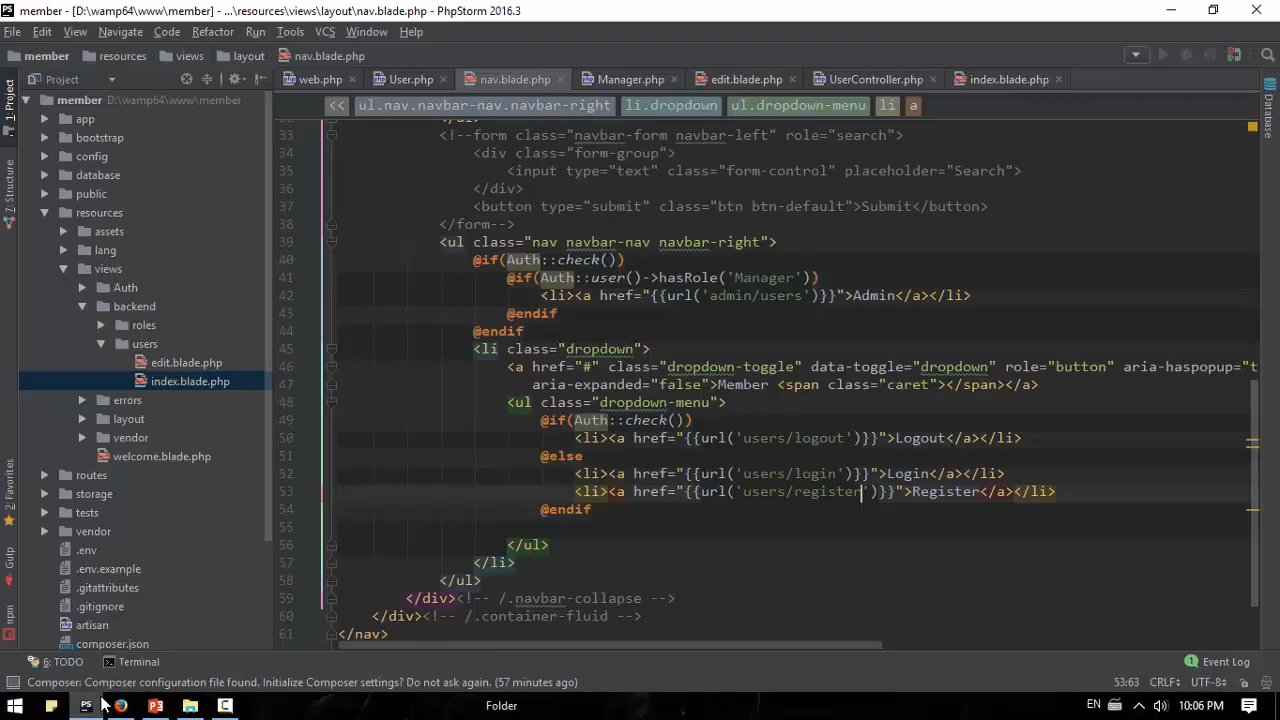 member - [D:\wamp64\www\member] - ...\resources\views\layout\nav.blade.php - PhpStorm 2016.3
File Edit View Navigate Code Refactor Run Tools VCS Window Help
member resources views layout nav.blade.php
Project web.php User.php nav.blade.php Manager.php edit.blade.php UserController.php index.blade.php
<< ul.nav.navbar-nav.navbar-right li.dropdown ul.dropdown-menu li a
1: Project
7: Structure
2: Favorites
Gulp
npm
Database
member D:\wamp64\www\member
app
bootstrap
config
database
public
resources
assets
lang
views
Auth
backend
roles
users
edit.blade.php
index.blade.php
errors
layout
vendor
welcome.blade.php
routes
storage
tests
vendor
.env
.env.example
.gitattributes
.gitignore
artisan
composer.json
33 <!--form class="navbar-form navbar-left" role="search">
34 <div class="form-group">
35 <input type="text" class="form-control" placeholder="Search">
36 </div>
37 <button type="submit" class="btn btn-default">Submit</button>
38 </form-->
39 <ul class="nav navbar-nav navbar-right">
40 @if(Auth::check())
41 @if(Auth::user()->hasRole('Manager'))
42 <li><a href="{{url('admin/users')}}">Admin</a></li>
43 @endif
44 @endif
45 <li class="dropdown">
46 <a href="#" class="dropdown-toggle" data-toggle="dropdown" role="button" aria-haspopup="t
47 aria-expanded="false">Member <span class="caret"></span></a>
48 <ul class="dropdown-menu">
49 @if(Auth::check())
50 <li><a href="{{url('users/logout')}}">Logout</a></li>
51 @else
52 <li><a href="{{url('users/login')}}">Login</a></li>
53 <li><a href="{{url('users/register')}}">Register</a></li>
54 @endif
55
56 </ul>
57 </li>
58 </ul>
59 </div><!-- /.navbar-collapse -->
60 </div><!-- /.container-fluid -->
61 </nav>
6: TODO Terminal 1 Event Log
Composer: Composer configuration file found. Initialize Composer settings? Do not ask again. (57 minutes ago) 53:63 CRLF÷ UTF-8÷
PS Folder EN 10:06 PM